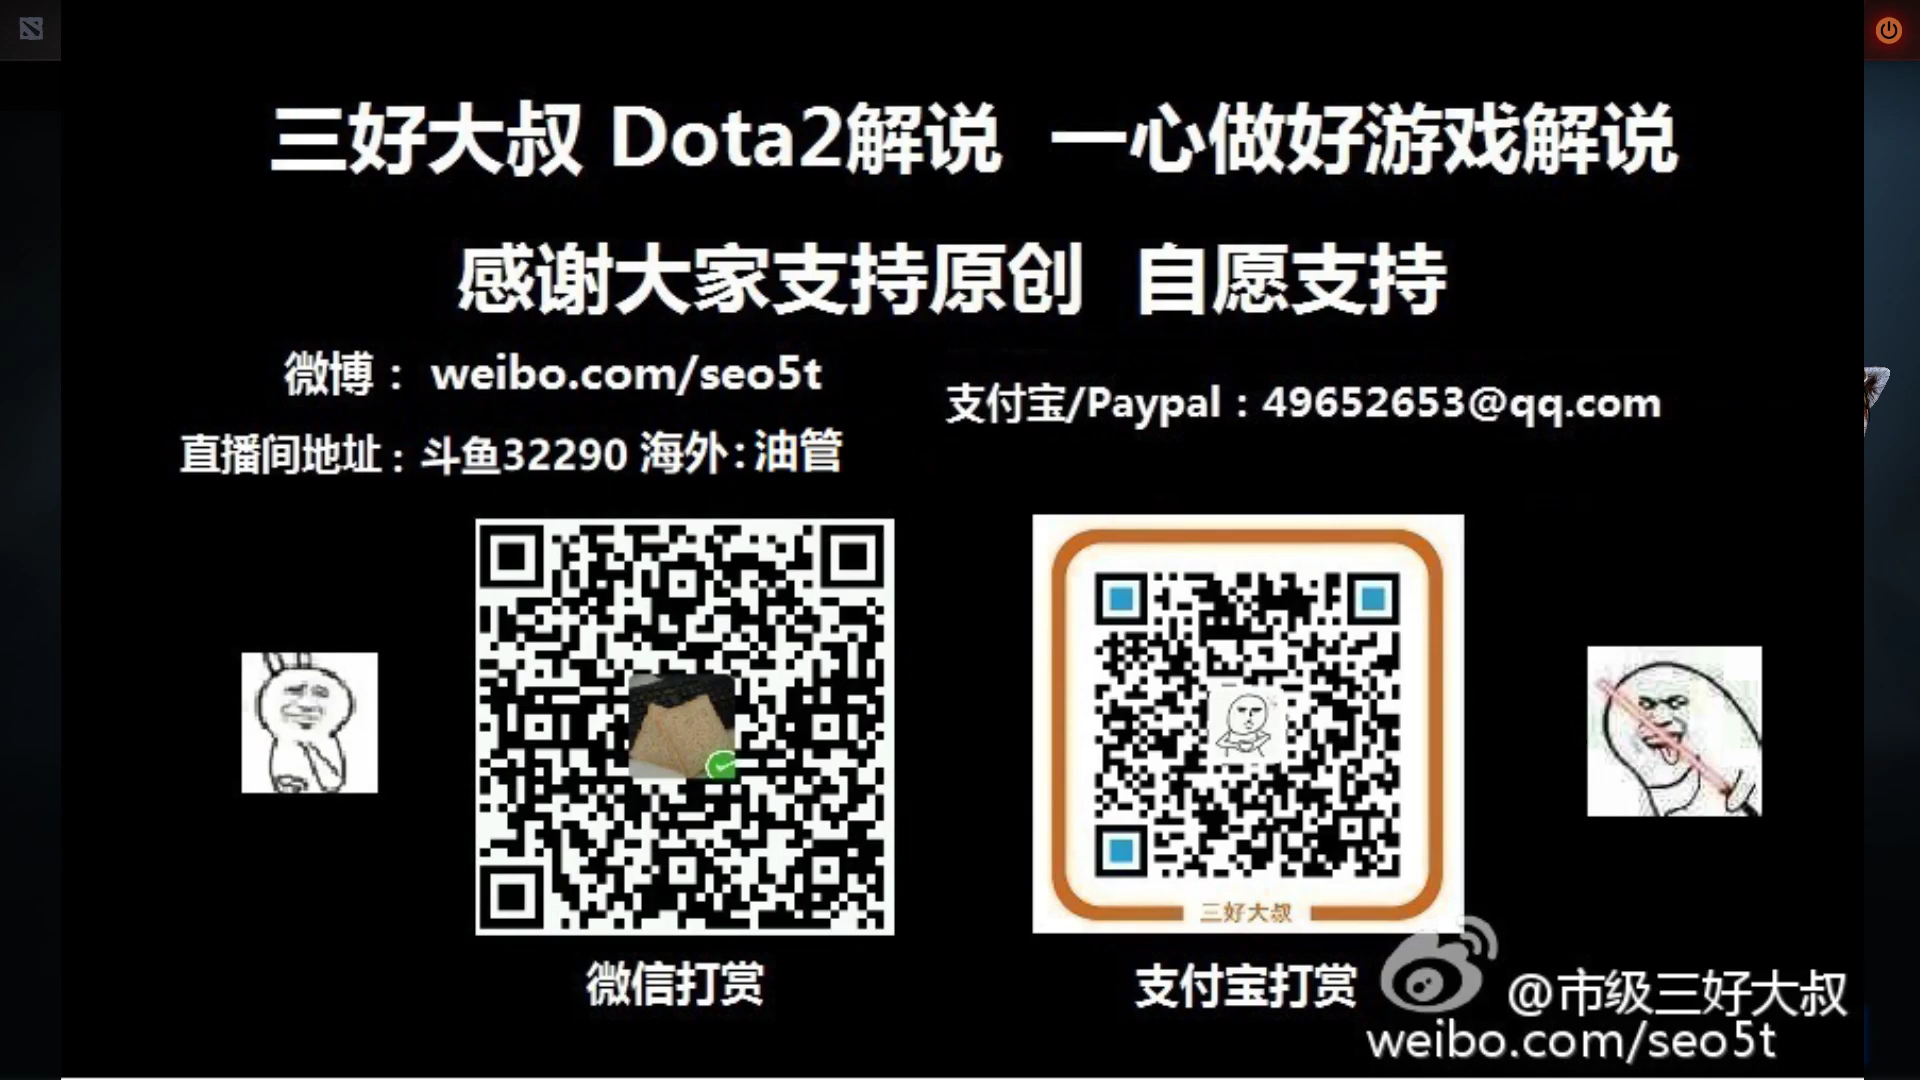 三好大叔 Dota2解说 一心做好游戏解说
感谢大家支持原创 自愿支持
微博： weibo.com/seo5t
支付宝/Paypal：49652653@qq.com
直播间地址：斗鱼32290 海外：油管
三好大叔
微信打赏
支付宝打赏
@市级三好大叔
weibo.com/seo5t